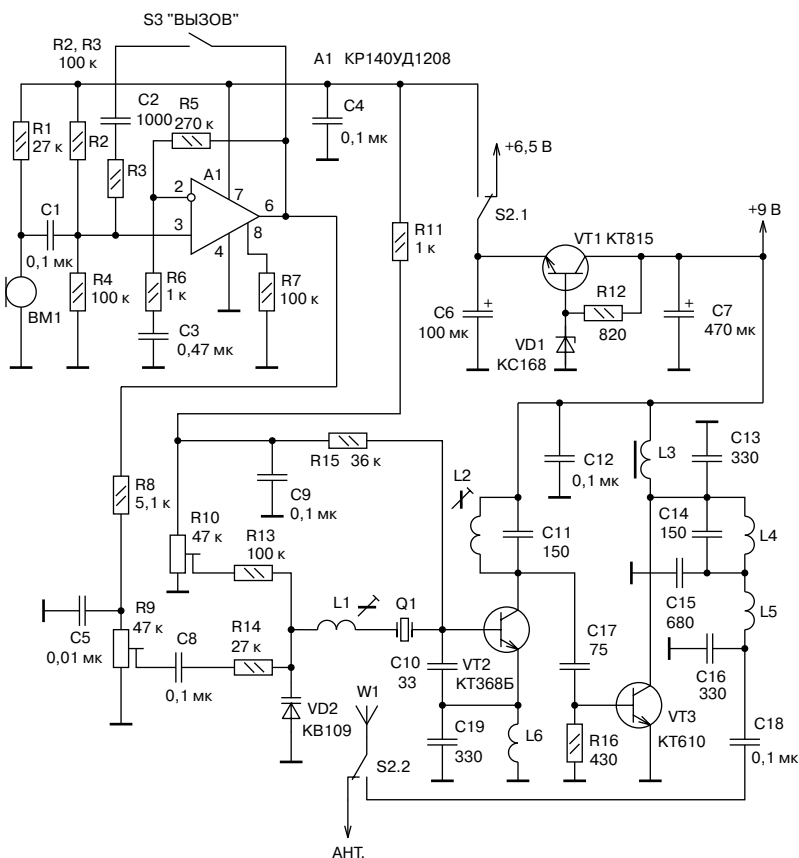 S3 "ВЫЗОВ"
R2, R3
100 к
A1 КР140УД1208
C2
1000
R5
270 к
C4
0,1 мк
R1
27 к
R2
R3
+6,5 В
S2.1
A1
2
3
7
6
8
4
+9 В
C1
0,1 мк
R11
1 к
VT1 КТ815
BM1
R4
100 к
R6
1 к
R7
100 к
C3
0,47 мк
C6
100 мк
+
R12
820
VD1
КС168
+
C7
470 мк
R15 36 к
C9
0,1 мк
L2
C12
0,1 мк
L3
C13
330
R8
5,1 к
R10
47 к
R13
100 к
C11
150
C14
150
L4
L1
Q1
C15
680
L5
C5
0,01 мк
R9
47 к
C8
0,1 мк
R14
27 к
C10
33
VT2
КТ368Б
C17
75
C16
330
VD2
КВ109
W1
C19
330
L6
R16
430
VT3
КТ610
C18
0,1 мк
S2.2
АНТ.